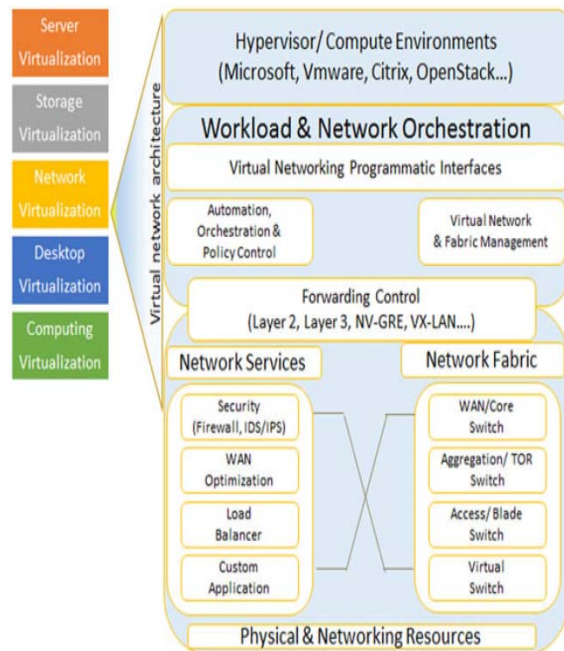 Server
Virtualization
Storage
Virtualization
Network
Virtualization
Desktop
Virtualization
Computing
Virtualization
Virtual network architecture
Hypervisor/ Compute Environments
(Microsoft, Vmware, Citrix, OpenStack...)
Workload & Network Orchestration
Virtual Networking Programmatic Interfaces
Automation,
Orchestration &
Policy Control
Virtual Network
& Fabric Management
Forwarding Control
(Layer 2, Layer 3, NV-GRE, VX-LAN....)
Network Services
Security
(Firewall, IDS/IPS)
WAN
Optimization
Load
Balancer
Custom
Application
Network Fabric
WAN/Core
Switch
Aggregation/ TOR
Switch
Access/ Blade
Switch
Virtual
Switch
Physical & Networking Resources